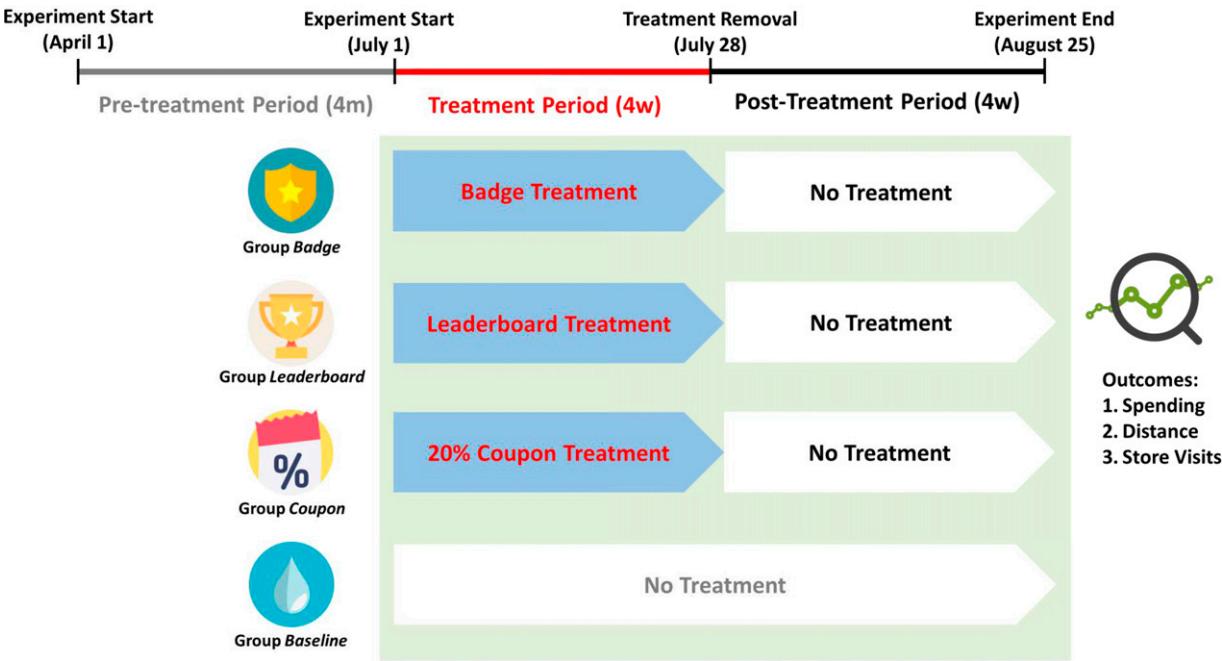 Experiment Start
(April 1)
Experiment Start
(July 1)
Treatment Removal
(July 28)
Experiment End
(August 25)
Pre-treatment Period (4m)
Treatment Period (4w)
Post-Treatment Period (4w)
Badge Treatment
No Treatment
Group Badge
Leaderboard Treatment
No Treatment
Group Leaderboard
%
20% Coupon Treatment
No Treatment
Group Coupon
No Treatment
Group Baseline
Outcomes:
1. Spending
2. Distance
3. Store Visits